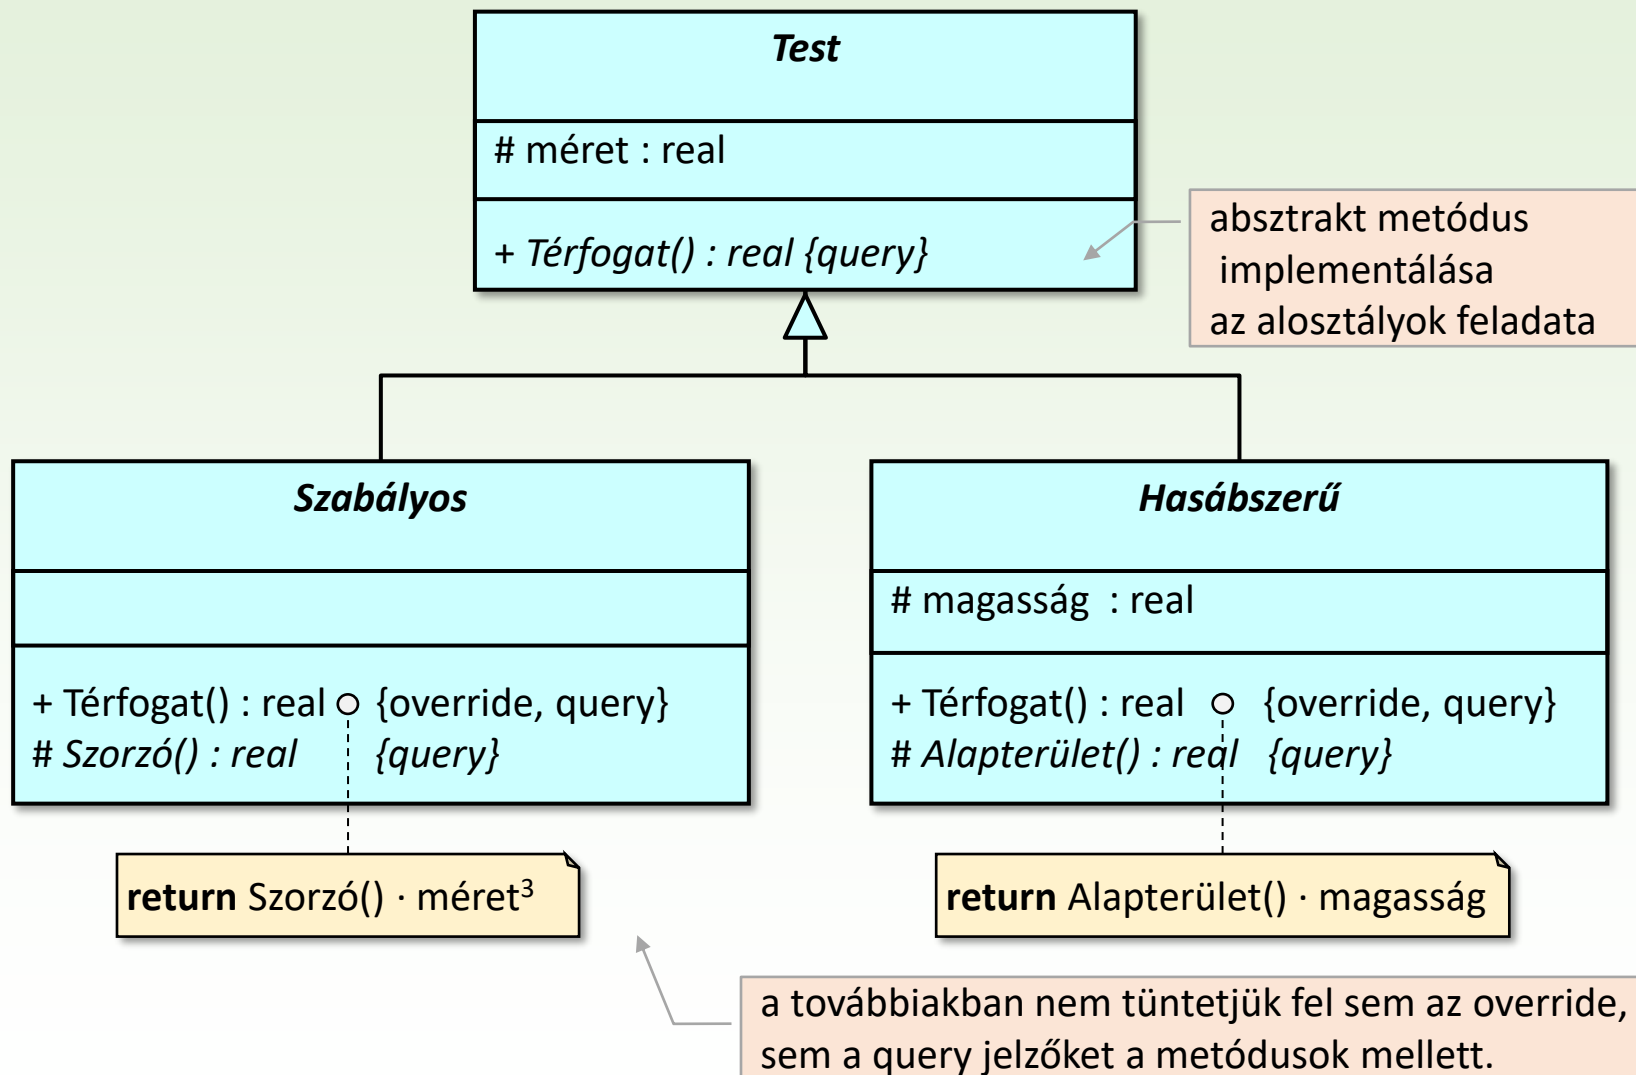 Test
# méret : real
+ Térfogat() : real {query}
absztrakt metódus
implementálása
az alosztályok feladata
Szabályos
+ Térfogat() : real {override, query}
# Szorzó() : real {query}
return Szorzó() · méret³
Hasábszerű
# magasság : real
+ Térfogat() : real {override, query}
# Alapterület() : real {query}
return Alapterület() · magasság
a továbbiakban nem tüntetjük fel sem az override,
sem a query jelzőket a metódusok mellett.